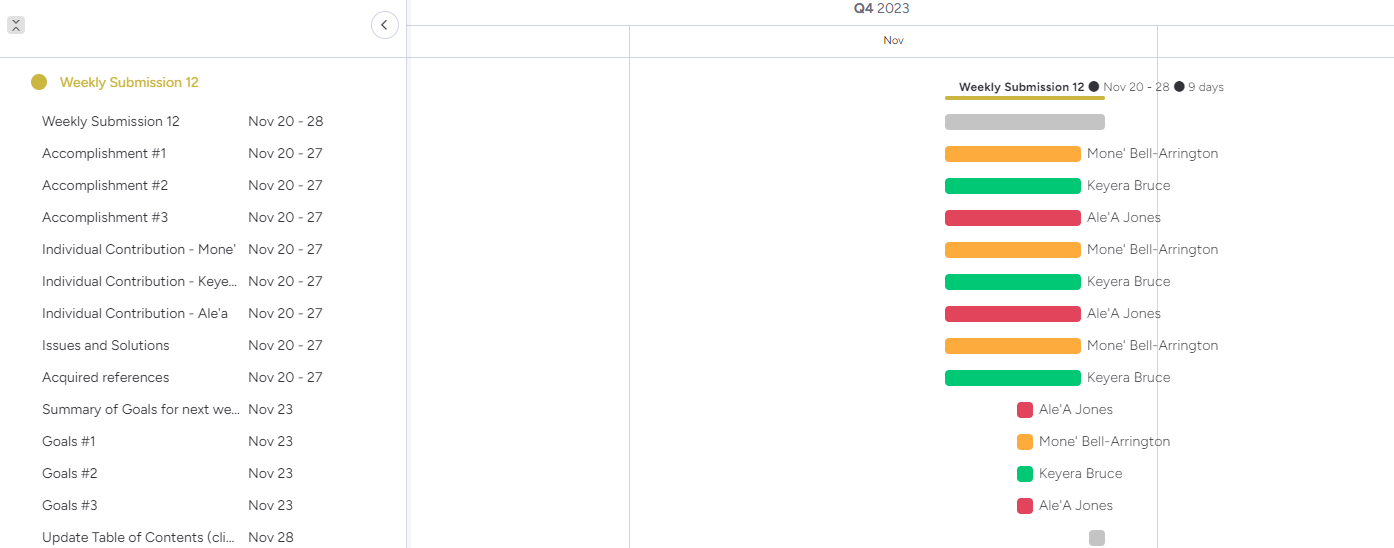 Q4 2023
Nov
Weekly Submission 12
Weekly Submission 12 ● Nov 20 - 28 ● 9 days
Weekly Submission 12 Nov 20 - 28
Accomplishment #1 Nov 20 - 27 Mone' Bell-Arrington
Accomplishment #2 Nov 20 - 27 Keyera Bruce
Accomplishment #3 Nov 20 - 27 Ale'A Jones
Individual Contribution - Mone' Nov 20 - 27 Mone' Bell-Arrington
Individual Contribution - Keye... Nov 20 - 27 Keyera Bruce
Individual Contribution - Ale'a Nov 20 - 27 Ale'A Jones
Issues and Solutions Nov 20 - 27 Mone' Bell-Arrington
Acquired references Nov 20 - 27 Keyera Bruce
Summary of Goals for next we... Nov 23 Ale'A Jones
Goals #1 Nov 23 Mone' Bell-Arrington
Goals #2 Nov 23 Keyera Bruce
Goals #3 Nov 23 Ale'A Jones
Update Table of Contents (cli... Nov 28